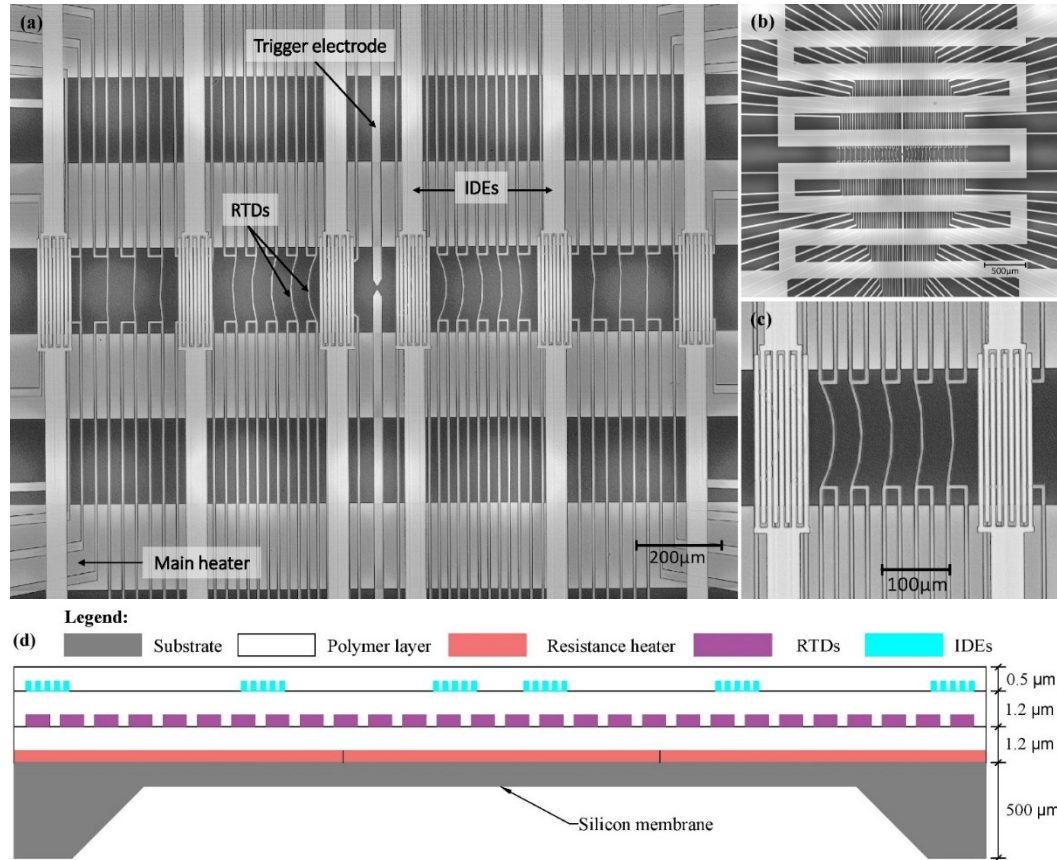 (a)
Trigger electrode
IDEs
RTDs
Main heater
200μm
(b)
500μm
(c)
100μm
Legend:
(d)
Substrate
Polymer layer
Resistance heater
RTDs
IDEs
0.5 μm
1.2 μm
1.2 μm
500 μm
Silicon membrane